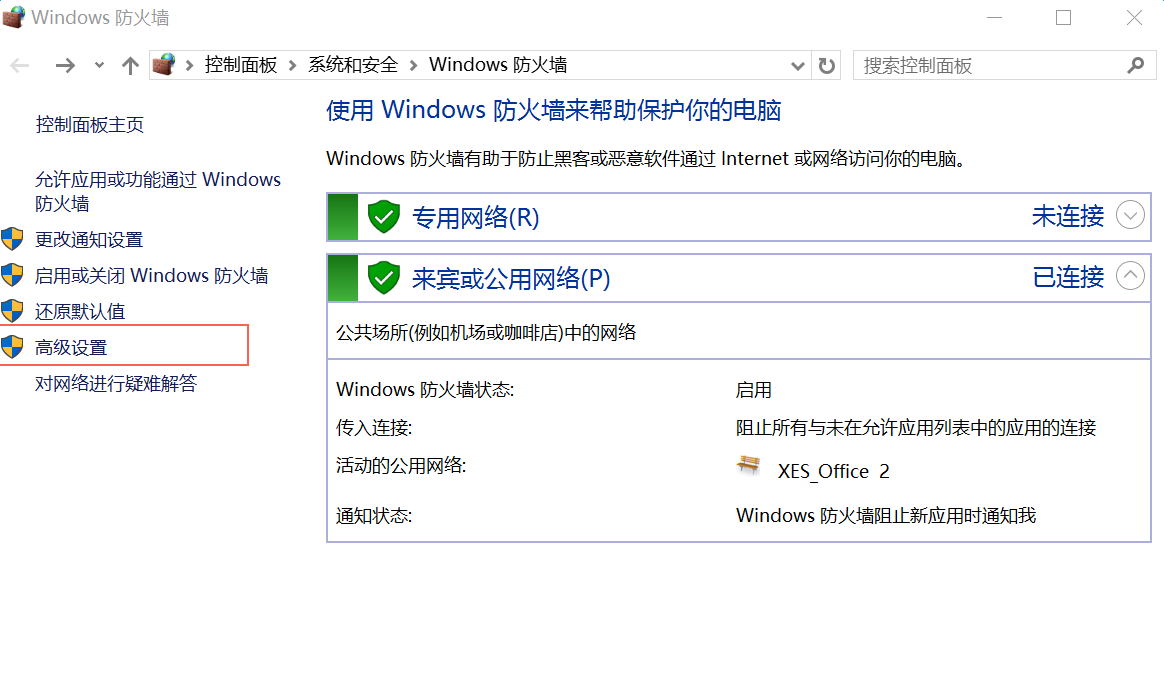 Windows 防火墙
控制面板 > 系统和安全 > Windows 防火墙
搜索控制面板
控制面板主页
允许应用或功能通过 Windows
防火墙
更改通知设置
启用或关闭 Windows 防火墙
还原默认值
高级设置
对网络进行疑难解答
使用 Windows 防火墙来帮助保护你的电脑
Windows 防火墙有助于防止黑客或恶意软件通过 Internet 或网络访问你的电脑。
专用网络(R) 未连接
来宾或公用网络(P) 已连接
公共场所(例如机场或咖啡店)中的网络
Windows 防火墙状态: 启用
传入连接: 阻止所有与未在允许应用列表中的应用的连接
活动的公用网络: XES_Office 2
通知状态: Windows 防火墙阻止新应用时通知我